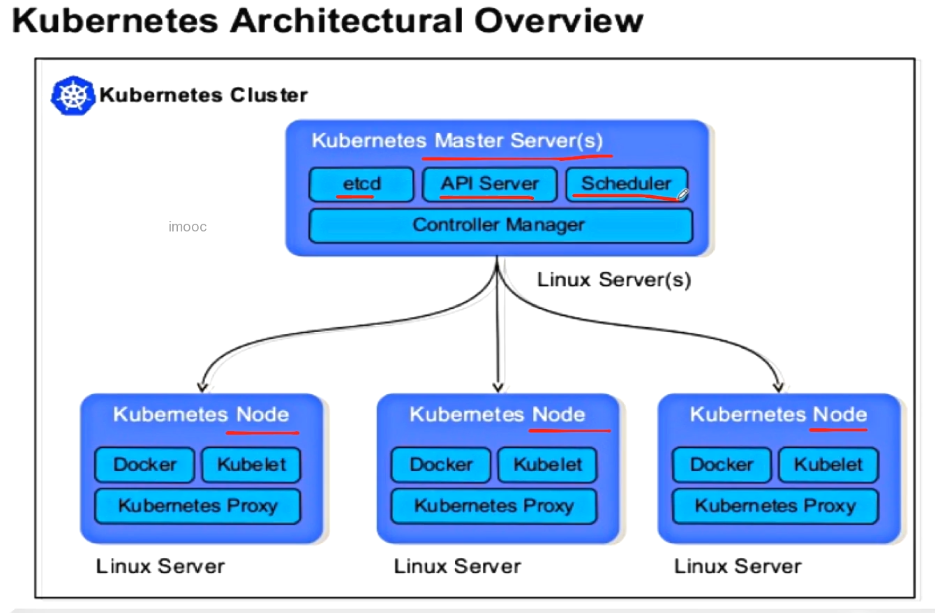 Kubernetes Architectural Overview
Kubernetes Cluster
Kubernetes Master Server(s)
etcd API Server Scheduler
Controller Manager
imooc
Linux Server(s)
Kubernetes Node Kubernetes Node Kubernetes Node
Docker Kubelet Docker Kubelet Docker Kubelet
Kubernetes Proxy Kubernetes Proxy Kubernetes Proxy
Linux Server Linux Server Linux Server